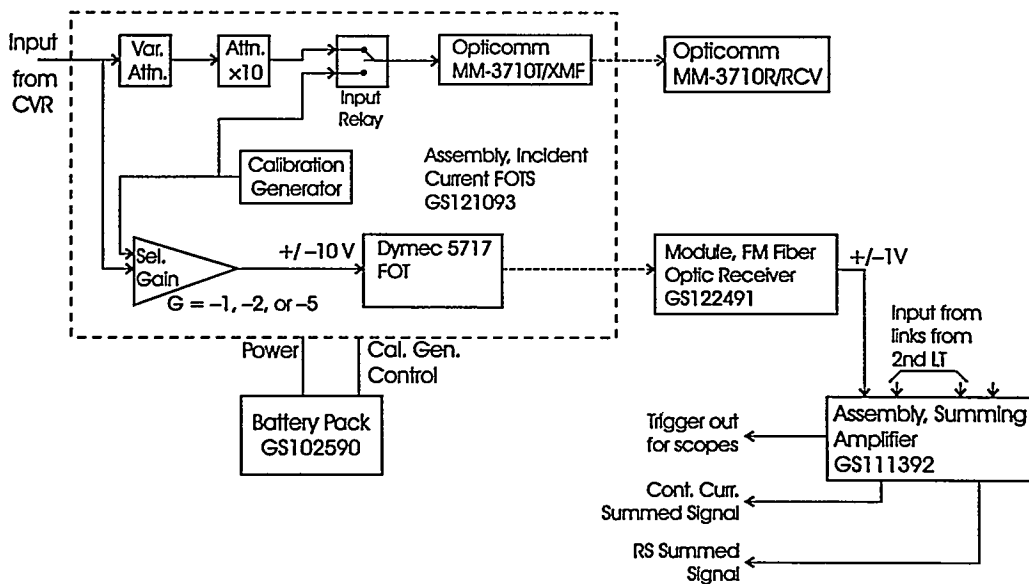 Input
from
CVR
Var.
Attn.
Attn.
x10
Input
Relay
Opticomm
MM-3710T/XMF
Opticomm
MM-3710R/RCV
Calibration
Generator
Assembly, Incident
Current FOTS
GS121093
Sel.
Gain
G = –1, –2, or –5
+/–10 V
Dymec 5717
FOT
Module, FM Fiber
Optic Receiver
GS122491
+/–1V
Input from
links from
2nd LT
Power
Cal. Gen.
Control
Battery Pack
GS102590
Assembly, Summing
Amplifier
GS111392
Trigger out
for scopes
Cont. Curr.
Summed Signal
RS Summed
Signal